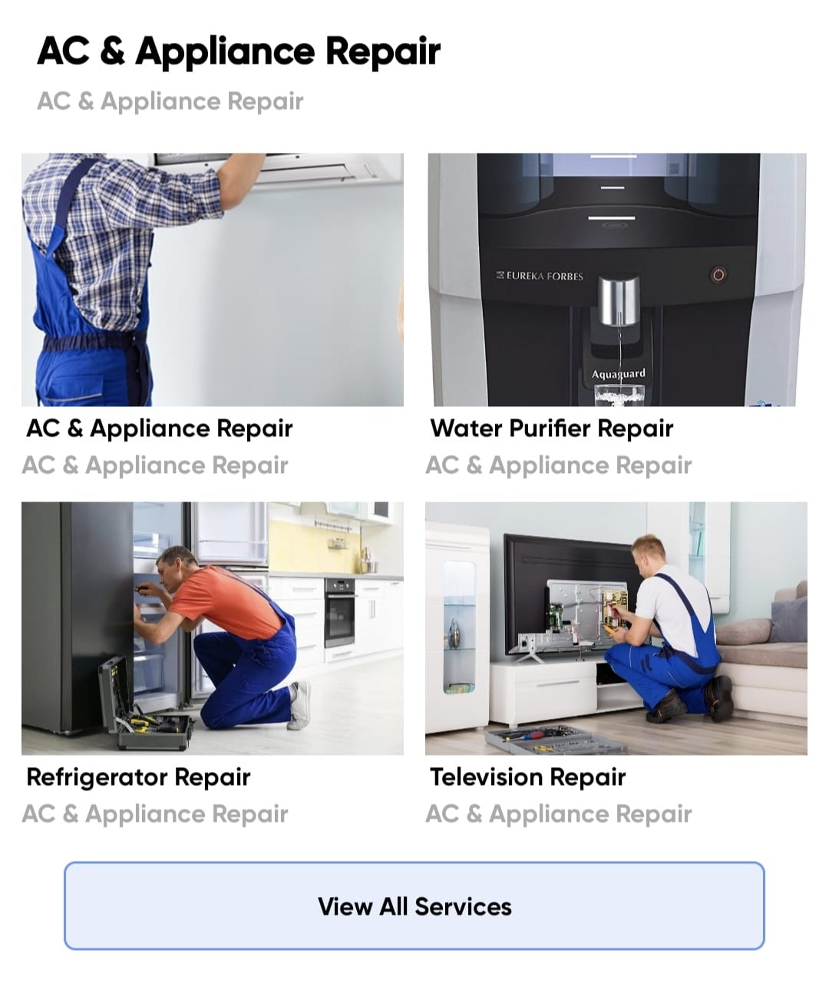 AC & Appliance Repair
AC & Appliance Repair
EUREKA FORBES
Aquaguard
AC & Appliance Repair
Water Purifier Repair
AC & Appliance Repair
AC & Appliance Repair
Refrigerator Repair
Television Repair
AC & Appliance Repair
AC & Appliance Repair
View All Services